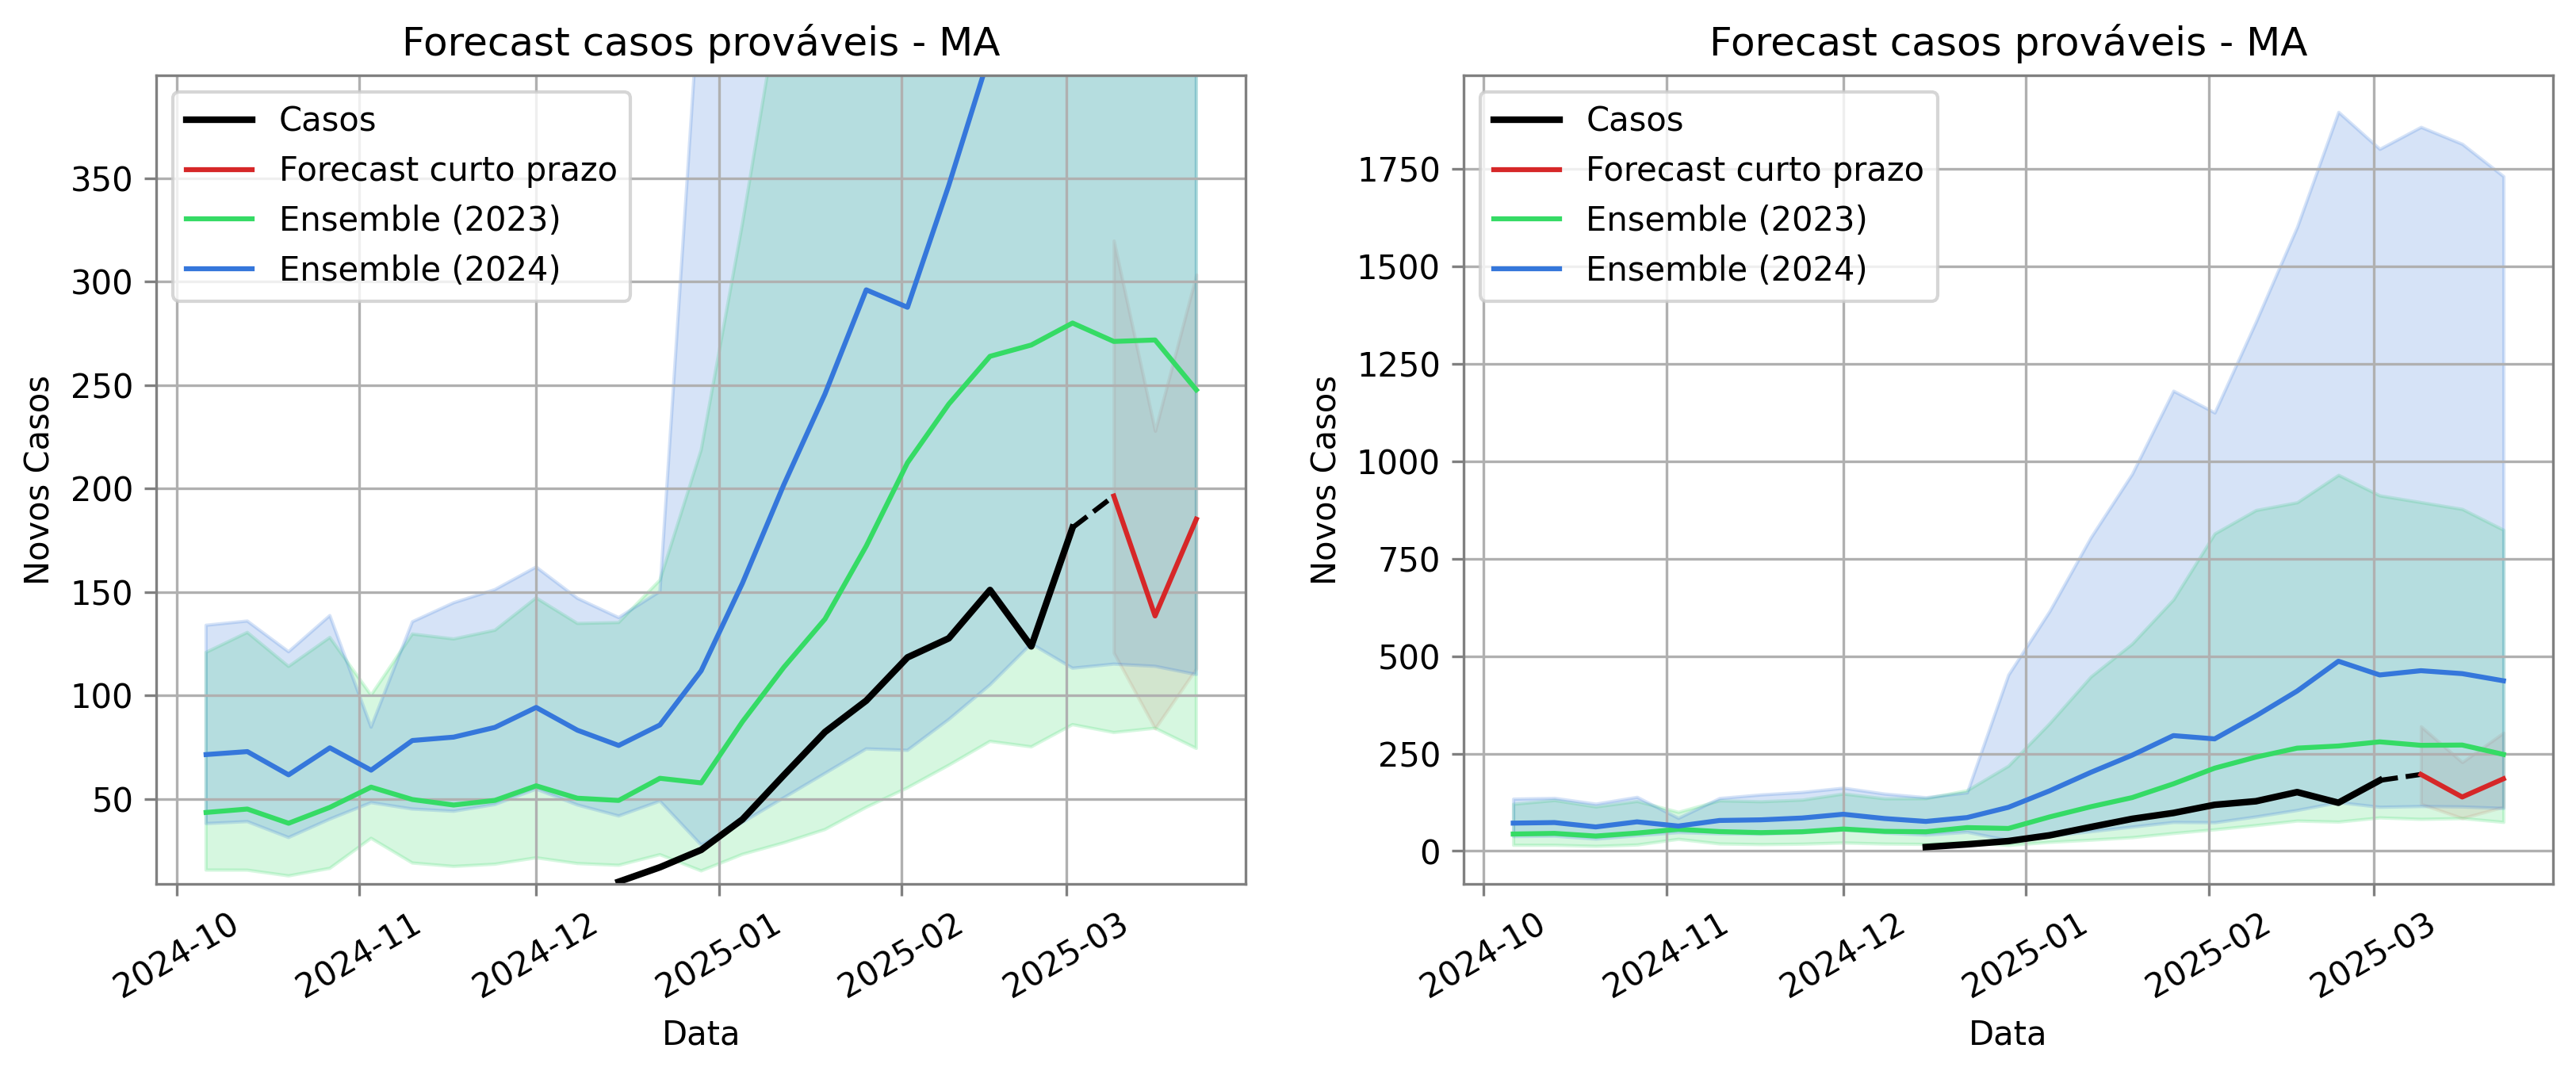 Forecast casos prováveis - MA
Casos
Forecast curto prazo
Ensemble (2023)
Ensemble (2024)
350
300
250
200
150
100
50
Novos Casos
2024-10
2024-11
2024-12
2025-01
2025-02
2025-03
Data
Forecast casos prováveis - MA
Casos
Forecast curto prazo
Ensemble (2023)
Ensemble (2024)
1750
1500
1250
1000
750
500
250
0
Novos Casos
2024-10
2024-11
2024-12
2025-01
2025-02
2025-03
Data